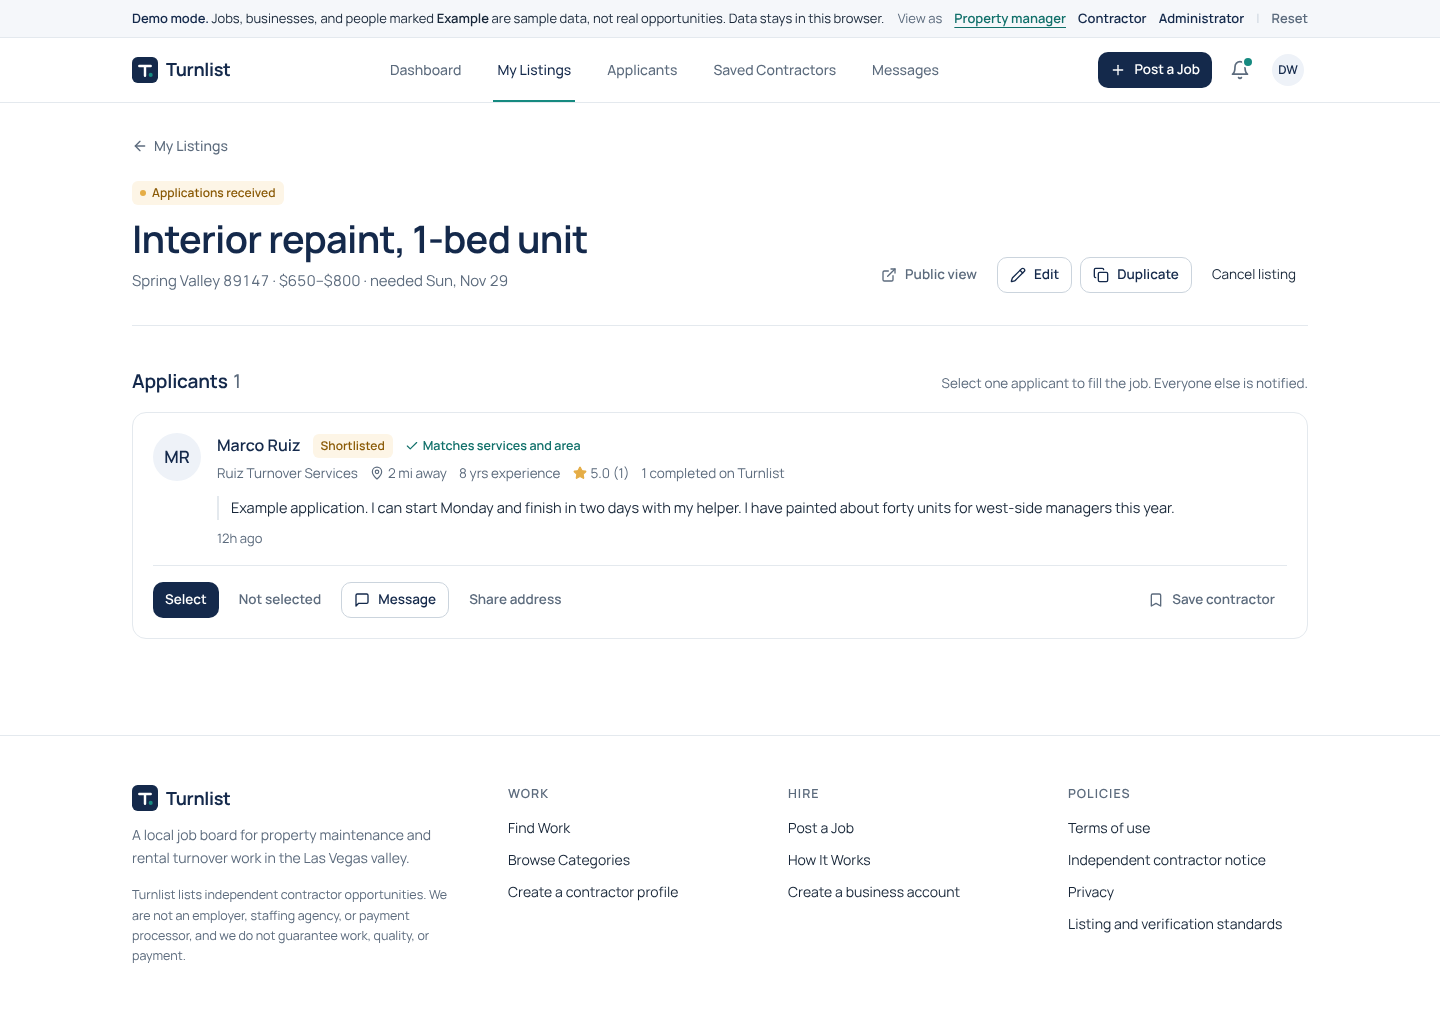 Demo mode. Jobs, businesses, and people marked Example are sample data, not real opportunities. Data stays in this browser. View as Property manager Contractor Administrator Reset
Turnlist Dashboard My Listings Applicants Saved Contractors Messages Post a Job DW
My Listings
Applications received
Interior repaint, 1-bed unit
Spring Valley 89147 · $650–$800 · needed Sun, Nov 29
Public view Edit Duplicate Cancel listing
Applicants 1
Select one applicant to fill the job. Everyone else is notified.
MR
Marco Ruiz Shortlisted Matches services and area
Ruiz Turnover Services 2 mi away 8 yrs experience 5.0 (1) 1 completed on Turnlist
Example application. I can start Monday and finish in two days with my helper. I have painted about forty units for west-side managers this year.
12h ago
Select Not selected Message Share address Save contractor
Turnlist
A local job board for property maintenance and
rental turnover work in the Las Vegas valley.
Turnlist lists independent contractor opportunities. We
are not an employer, staffing agency, or payment
processor, and we do not guarantee work, quality, or
payment.
WORK
Find Work
Browse Categories
Create a contractor profile
HIRE
Post a Job
How It Works
Create a business account
POLICIES
Terms of use
Independent contractor notice
Privacy
Listing and verification standards